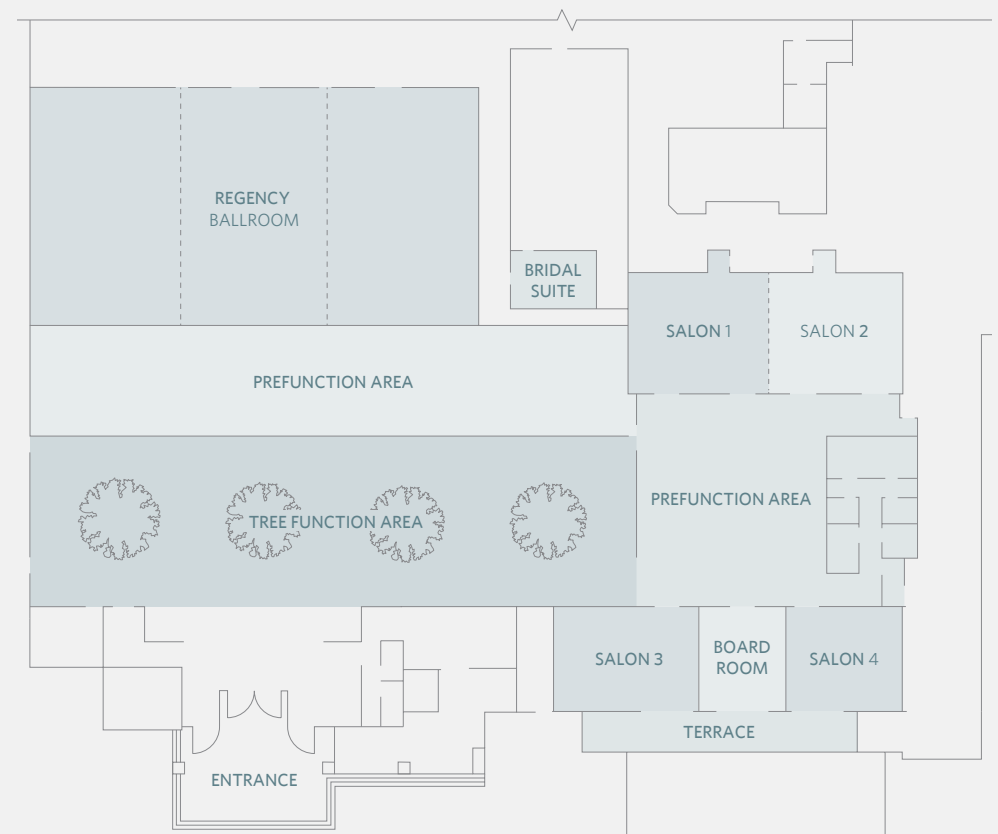 REGENCY
BALLROOM
BRIDAL
SUITE
SALON 1
SALON 2
PREFUNCTION AREA
PREFUNCTION AREA
TREE FUNCTION AREA
SALON 3
BOARD
ROOM
SALON 4
TERRACE
ENTRANCE